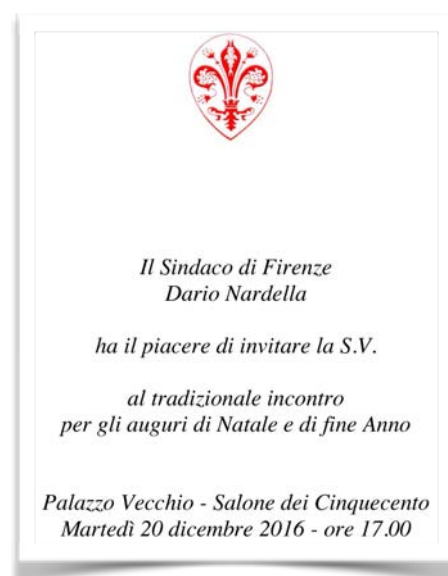 Il Sindaco di Firenze
Dario Nardella
ha il piacere di invitare la S.V.
al tradizionale incontro
per gli auguri di Natale e di fine Anno
Palazzo Vecchio - Salone dei Cinquecento
Martedì 20 dicembre 2016 - ore 17.00